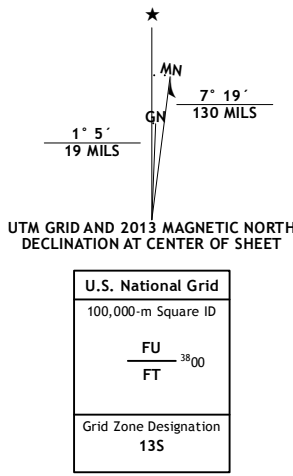 ★
MN
7° 19´
130 MILS
GN
1° 5´
19 MILS
UTM GRID AND 2013 MAGNETIC NORTH
DECLINATION AT CENTER OF SHEET
U.S. National Grid
100,000-m Square ID
FU
3800
FT
Grid Zone Designation
13S